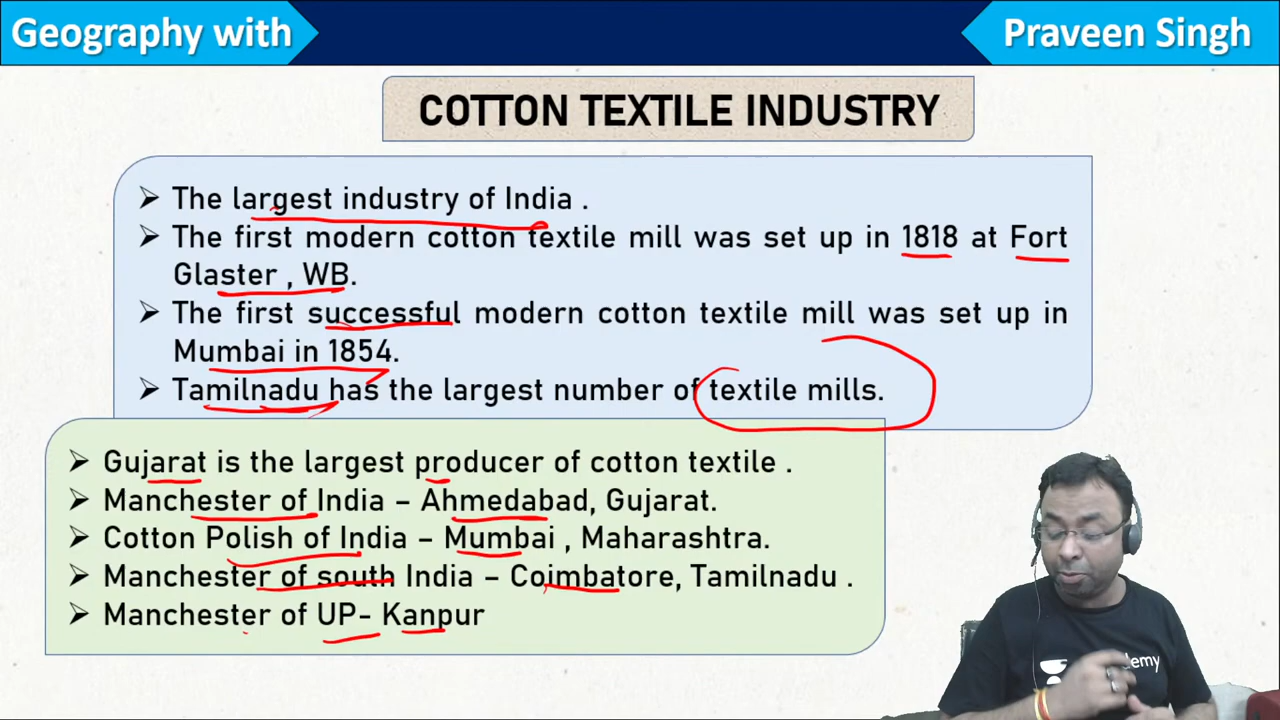 Geography with
Praveen Singh
COTTON TEXTILE INDUSTRY
➢ The largest industry of India .
➢ The first modern cotton textile mill was set up in 1818 at Fort
Glaster , WB.
➢ The first successful modern cotton textile mill was set up in
Mumbai in 1854.
➢ Tamilnadu has the largest number of textile mills.
➢ Gujarat is the largest producer of cotton textile .
➢ Manchester of India – Ahmedabad, Gujarat.
➢ Cotton Polish of India – Mumbai , Maharashtra.
➢ Manchester of south India – Coimbatore, Tamilnadu .
➢ Manchester of UP- Kanpur